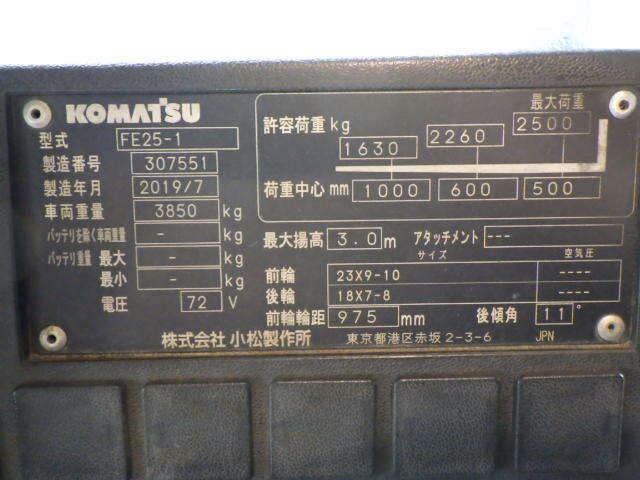 KOMATSU
型式 FE25-1
製造番号 307551
製造年月 2019/7
車両重量 3850 kg
バッテリを除く車両重量 - kg
バッテリ重量 最大 - kg
最小 - kg
電圧 72 V
最大荷重
許容荷重 kg 1630 2260 2500
荷重中心 mm 1000 600 500
最大揚高 3.0 m アタッチメント ---
サイズ 空気圧
前輪 23X9-10 ----
後輪 18X7-8 ----
前輪輪距 975 mm 後傾角 11°
株式会社 小松製作所 東京都港区赤坂 2-3-6 JPN